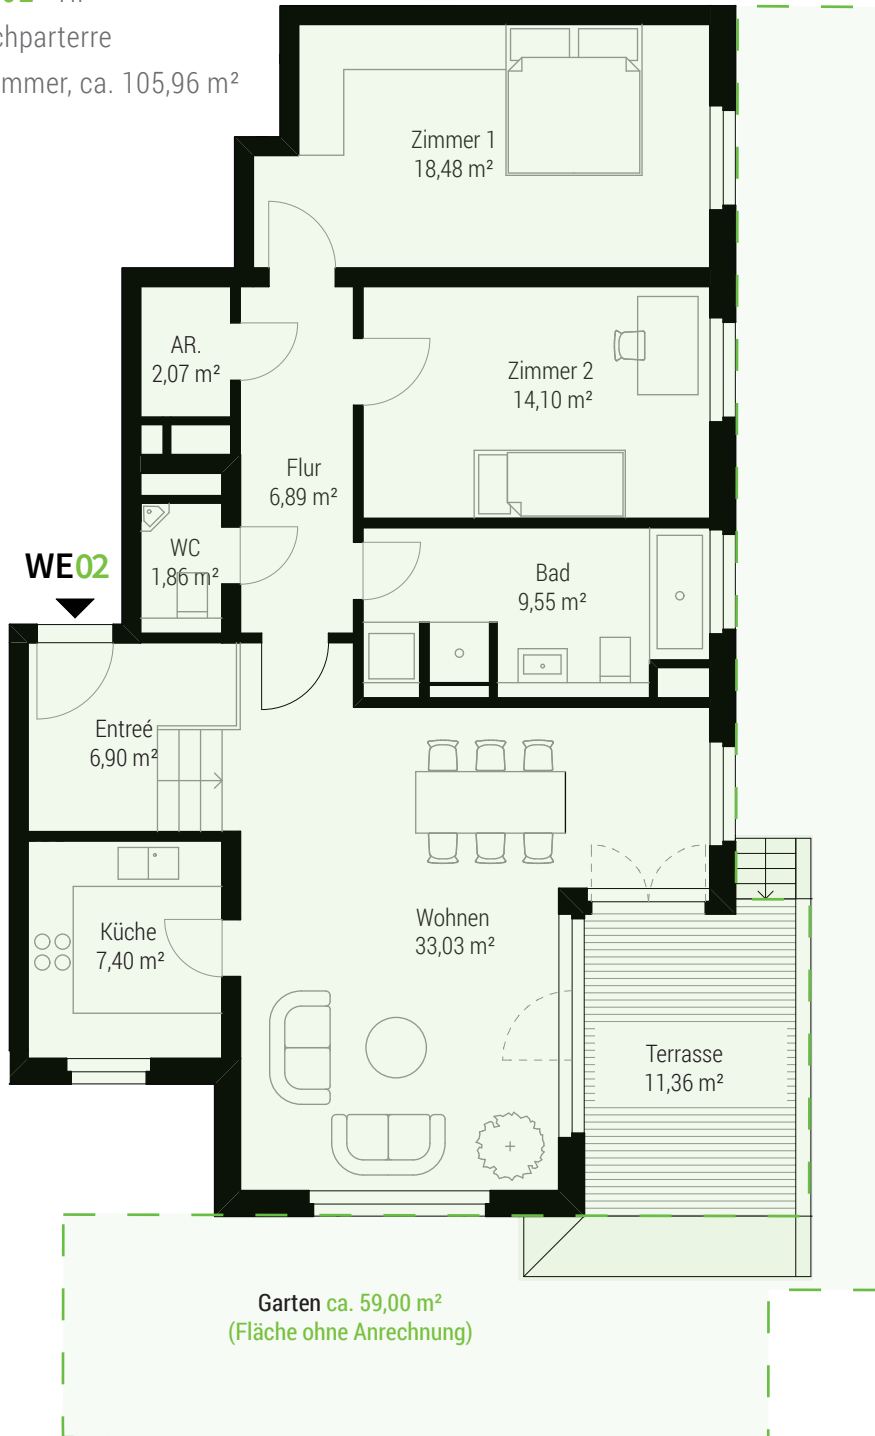 chparterre
mmer, ca. 105,96 m²
Zimmer 1
18,48 m²
AR.
2,07 m²
Zimmer 2
14,10 m²
Flur
6,89 m²
WC
1,86 m²
WE02
Bad
9,55 m²
Entreé
6,90 m²
Küche
7,40 m²
Wohnen
33,03 m²
Terrasse
11,36 m²
Garten ca. 59,00 m²
(Fläche ohne Anrechnung)